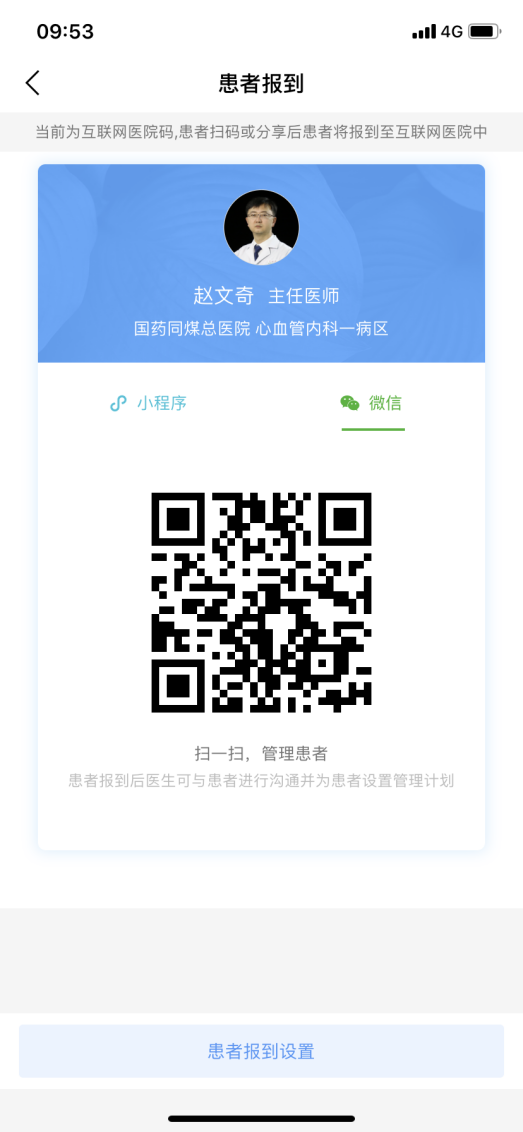 09:53
4G
患者报到
当前为互联网医院码,患者扫码或分享后患者将报到至互联网医院中
赵文奇 主任医师
国药同煤总医院 心血管内科一病区
小程序
微信
扫一扫，管理患者
患者报到后医生可与患者进行沟通并为患者设置管理计划
患者报到设置